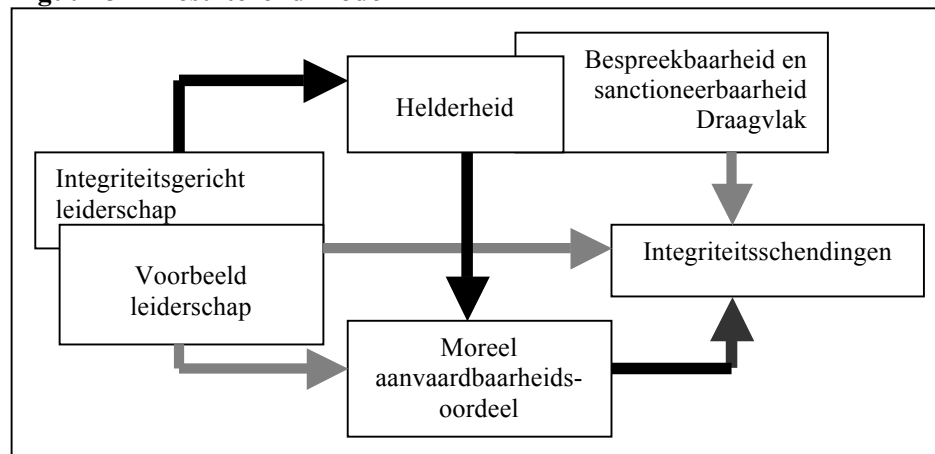 Bespreekbaarheid en
sanctioneerbaarheid
Draagvlak
Helderheid
Integriteitsgericht
leiderschap
Voorbeeld
leiderschap
Integriteitsschendingen
Moreel
aanvaardbaarheids-
oordeel